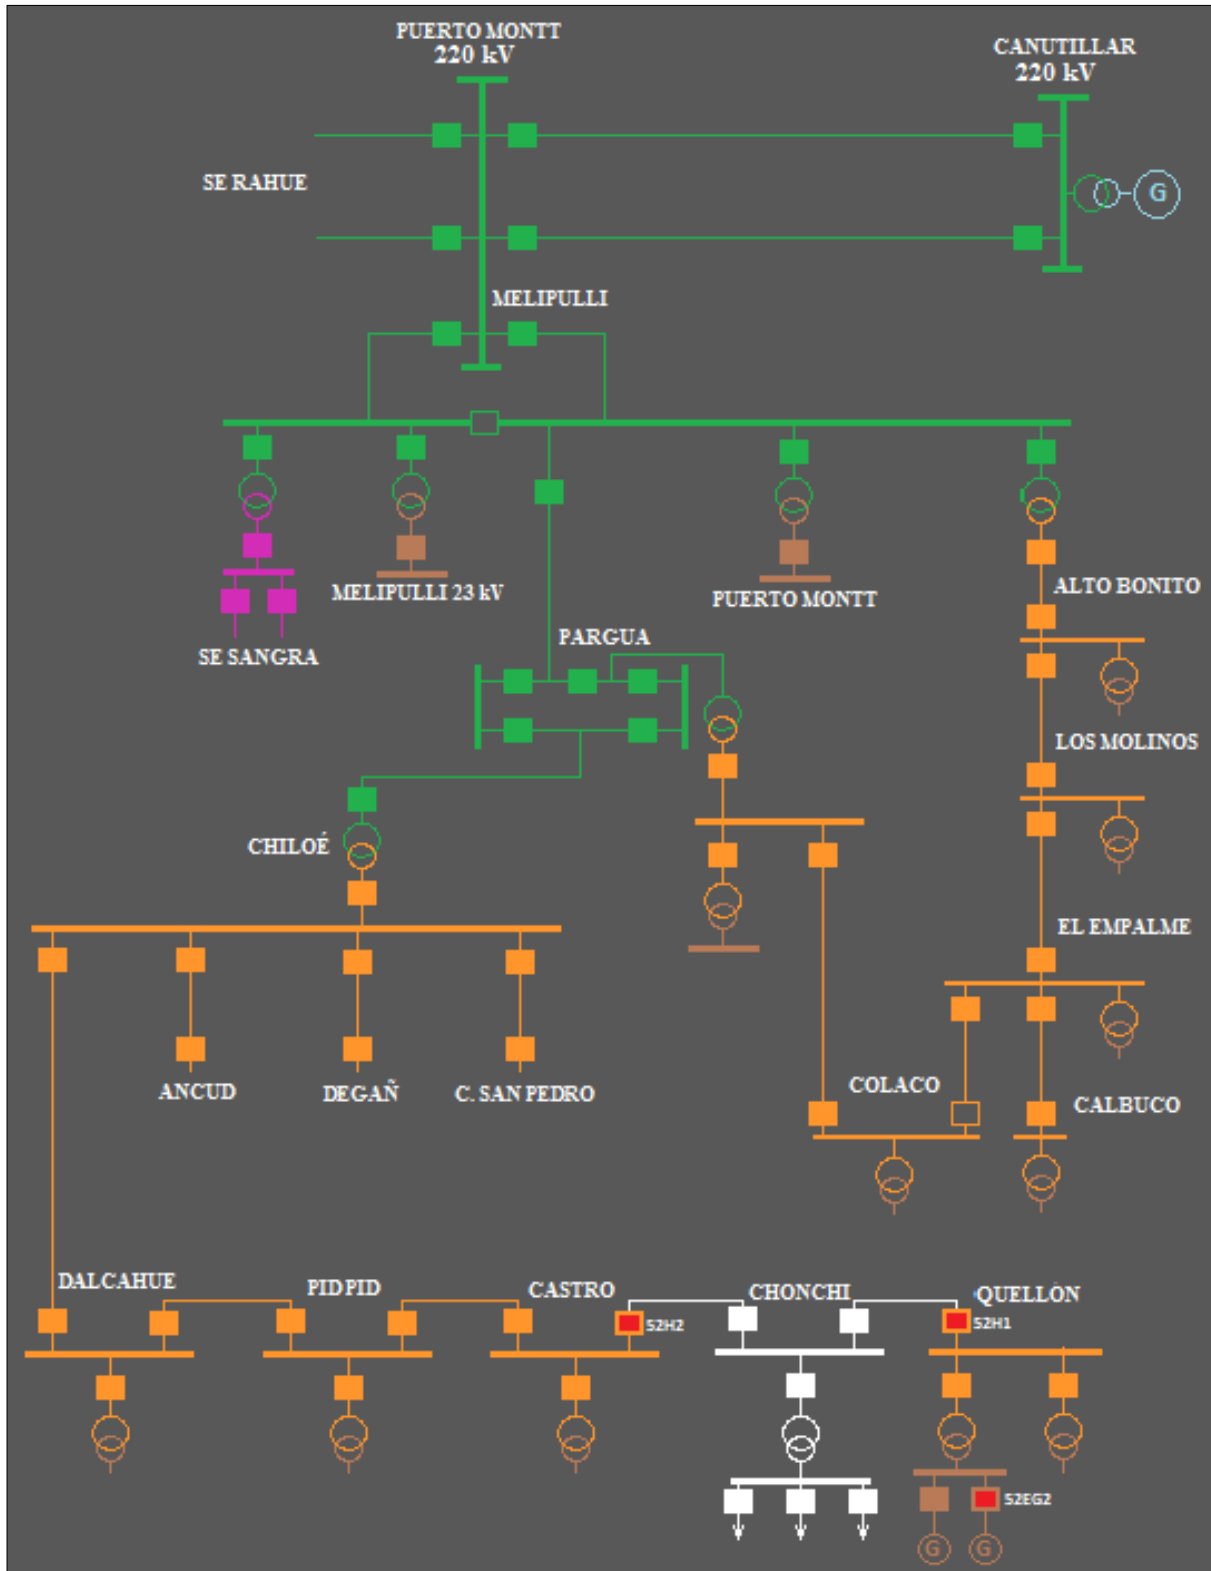 PUERTO MONTT
220 kV
CANUTILLAR
220 kV
SE RAHUE
G
MELIPULLI
MELIPULLI 23 kV
PUERTO MONTT
ALTO BONITO
SE SANGRA
PARGUA
LOS MOLINOS
CHILOÉ
EL EMPALME
ANCUD
DEGAÑ
C. SAN PEDRO
COLACO
CALBUCO
DALCAHUE
PIDPID
CASTRO
CHONCHI
QUELLÓN
52H2
52H1
52EG2
G
G